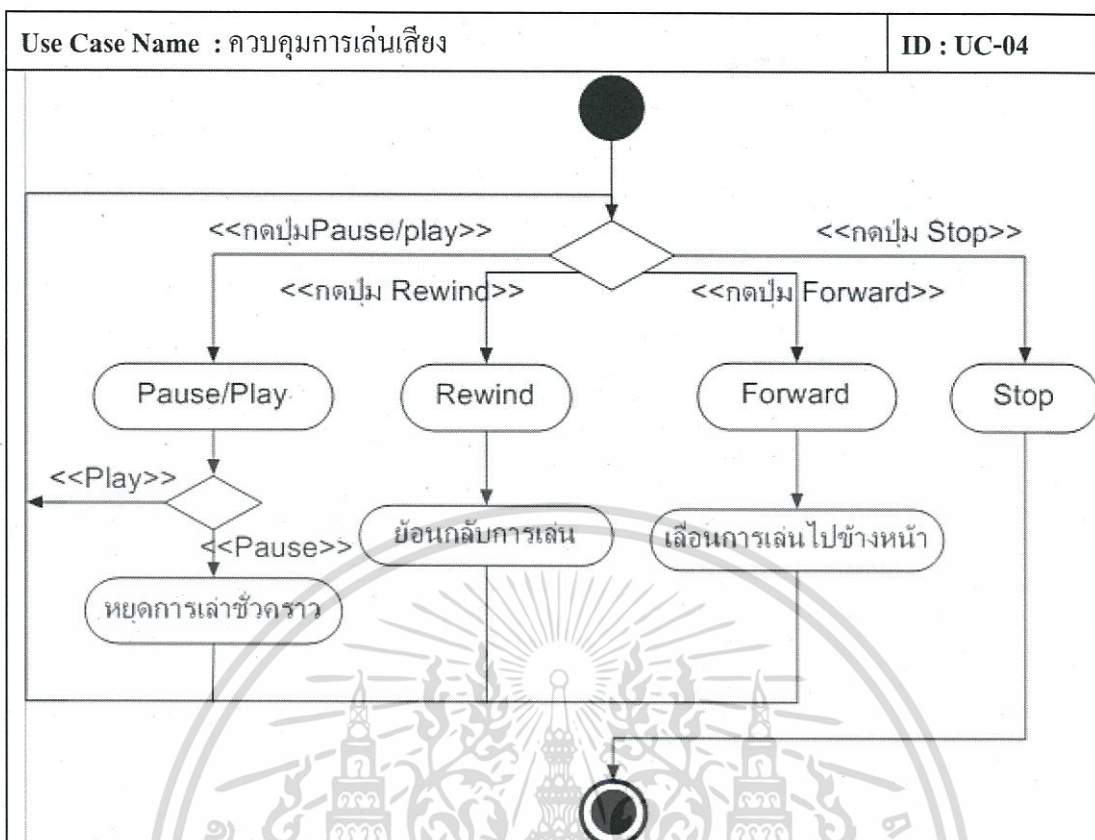 Use Case Name : ควบคุมการเล่นเสียง
ID : UC-04
<<กดปุ่มPause/play>>
<<กดปุ่ม Stop>>
<<กดปุ่ม Rewind>>
<<กดปุ่ม Forward>>
Pause/Play
Rewind
Forward
Stop
<<Play>>
<<Pause>>
ย้อนกลับการเล่น
เลื่อนการเล่นไปข้างหน้า
หยุดการเล่าชั่วคราว